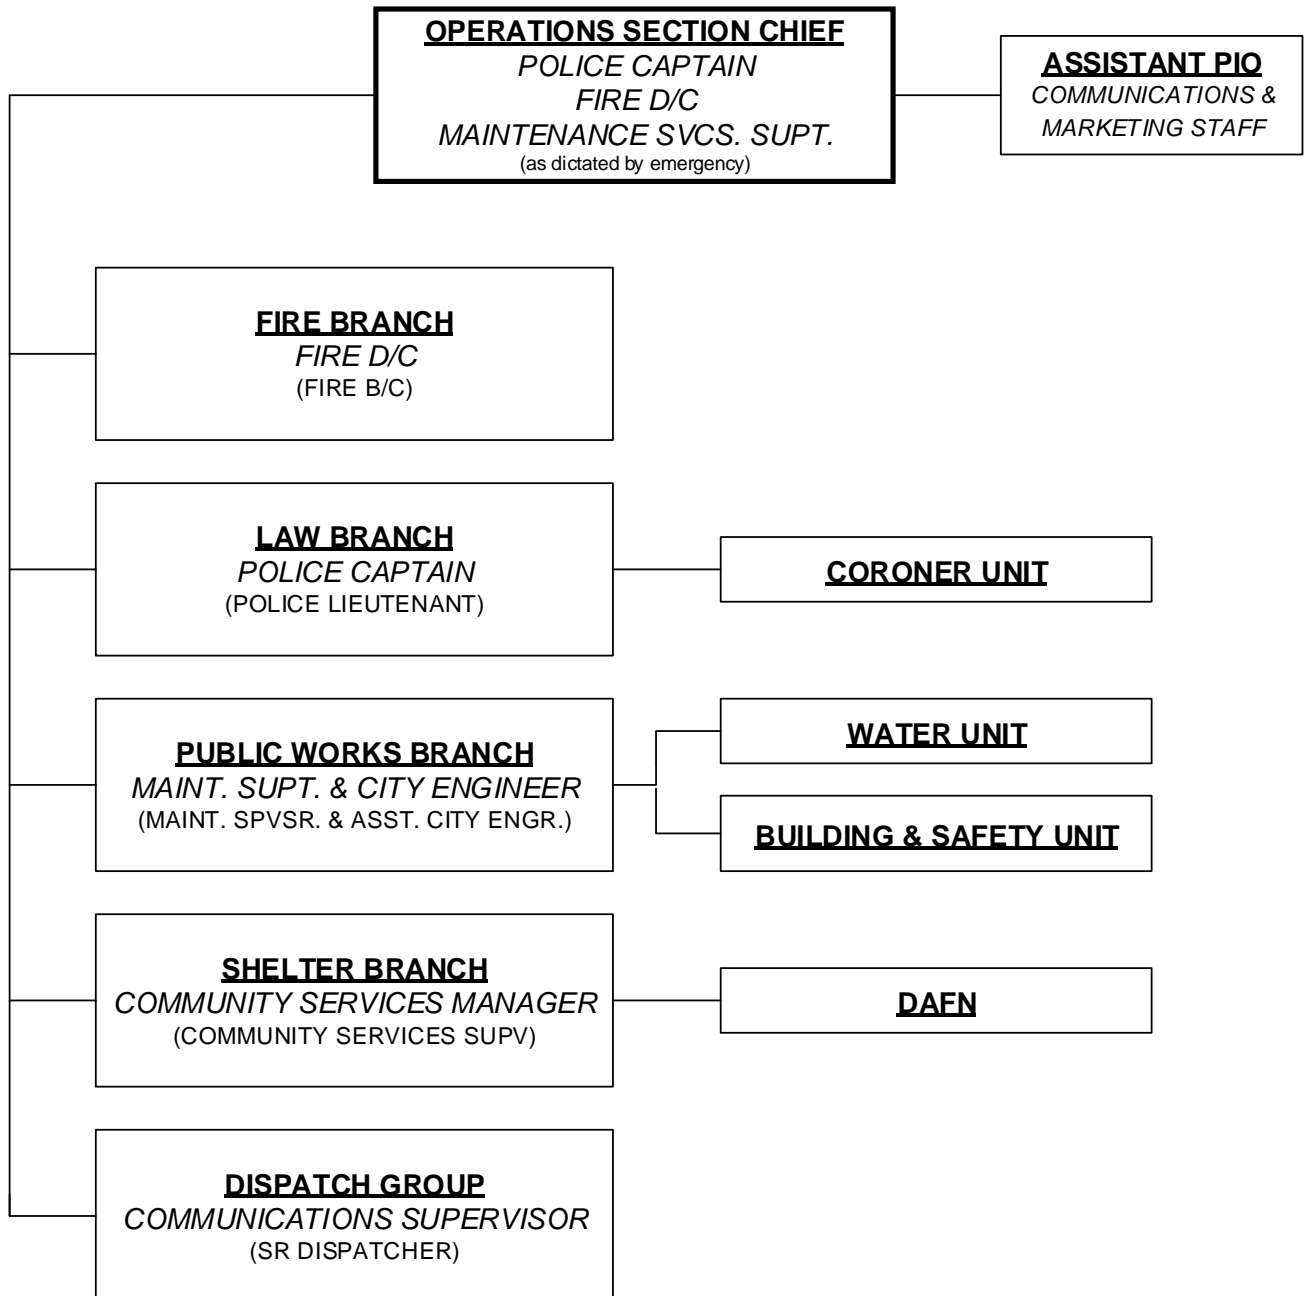 OPERATIONS SECTION CHIEF
POLICE CAPTAIN
FIRE D/C
MAINTENANCE SVCS. SUPT.
(as dictated by emergency)
ASSISTANT PIO
COMMUNICATIONS &
MARKETING STAFF
FIRE BRANCH
FIRE D/C
(FIRE B/C)
LAW BRANCH
POLICE CAPTAIN
(POLICE LIEUTENANT)
CORONER UNIT
PUBLIC WORKS BRANCH
MAINT. SUPT. & CITY ENGINEER
(MAINT. SPVSR. & ASST. CITY ENGR.)
WATER UNIT
BUILDING & SAFETY UNIT
SHELTER BRANCH
COMMUNITY SERVICES MANAGER
(COMMUNITY SERVICES SUPV)
DAFN
DISPATCH GROUP
COMMUNICATIONS SUPERVISOR
(SR DISPATCHER)